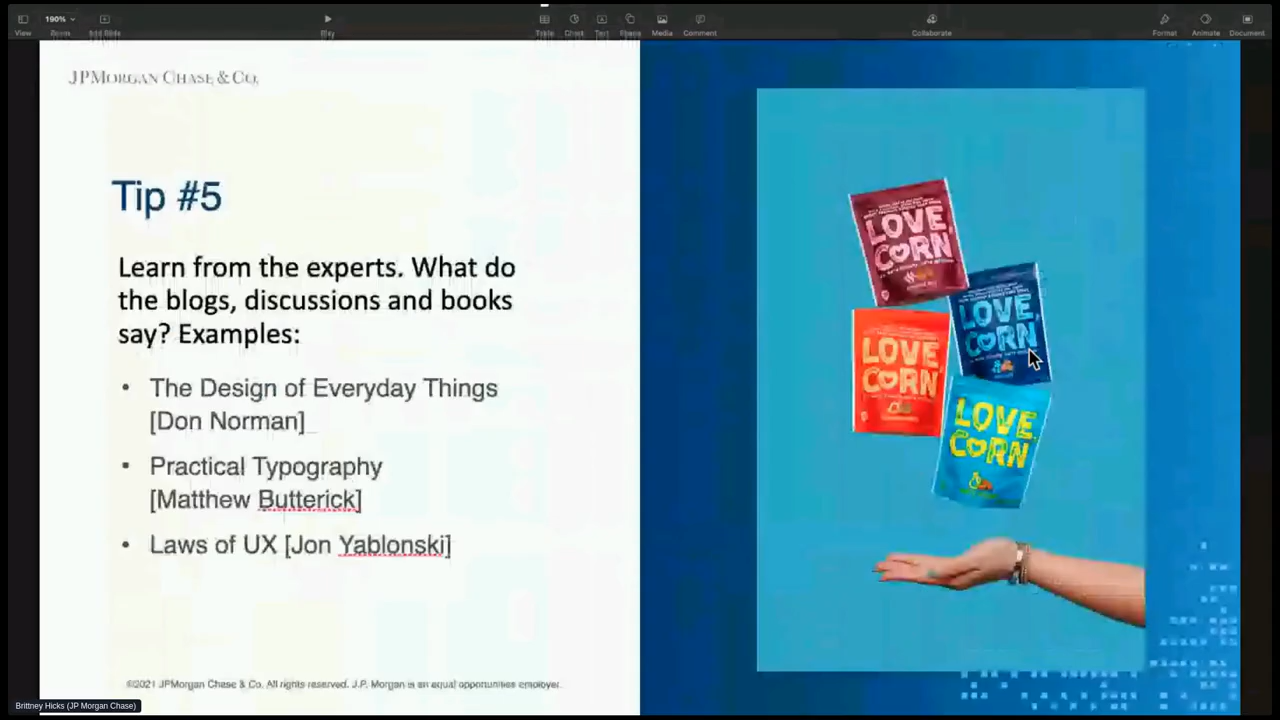 190%
View
Zoom
Add Slide
Play
Table
Chart
Text
Shape
Media
Comment
Collaborate
Format
Animate
Document
JPMORGAN CHASE & CO.
Tip #5
Learn from the experts. What do
the blogs, discussions and books
say? Examples:
• The Design of Everyday Things
[Don Norman]
• Practical Typography
[Matthew Butterick]
• Laws of UX [Jon Yablonski]
©2021 JPMorgan Chase & Co. All rights reserved. J.P. Morgan is an equal opportunities employer.
LOVE,
CORN
LOVE,
CORN
LOVE,
CORN
LOVE,
CORN
Brittney Hicks (JP Morgan Chase)